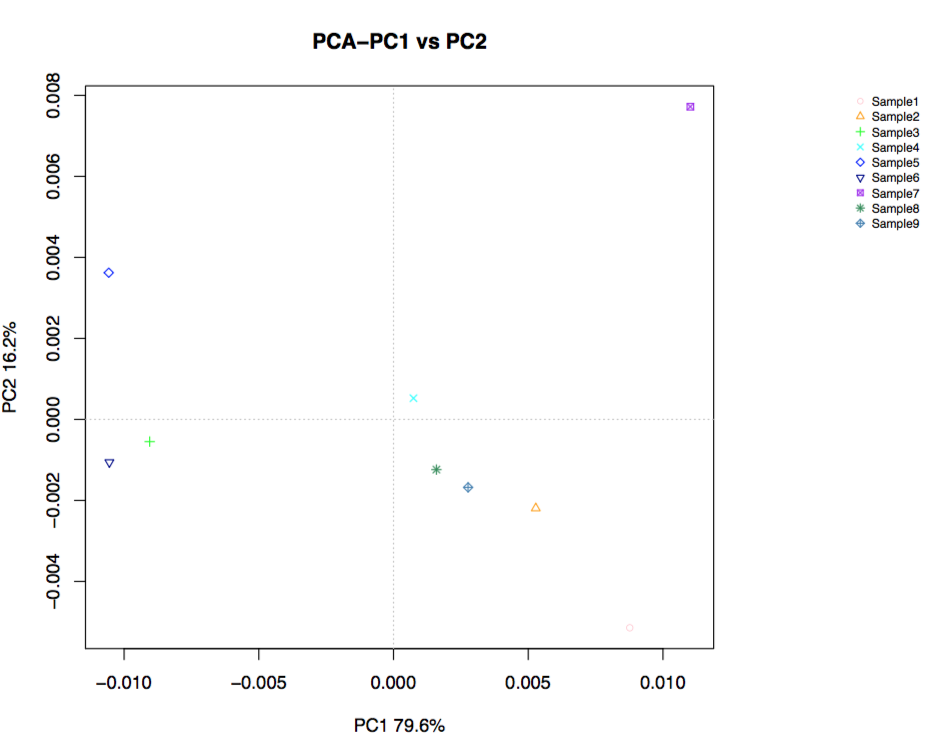 PCA−PC1 vs PC2
0.008
0.006
0.004
0.002
0.000
−0.002
−0.004
PC2 16.2%
−0.010 −0.005 0.000 0.005 0.010
PC1 79.6%
Sample1
Sample2
Sample3
Sample4
Sample5
Sample6
Sample7
Sample8
Sample9